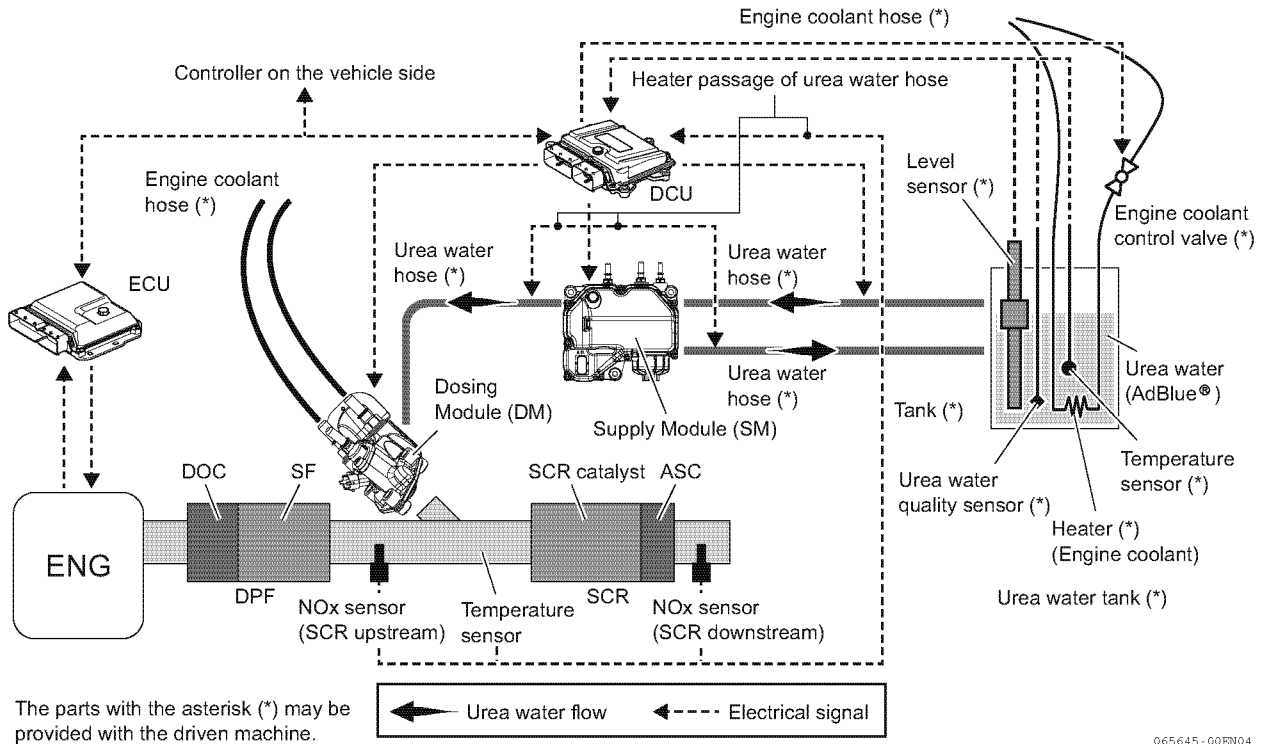 Engine coolant hose (*)
Controller on the vehicle side
Heater passage of urea water hose
Engine coolant
hose (*)
DCU
Level
sensor (*)
Engine coolant
control valve (*)
ECU
Urea water
hose (*)
Urea water
hose (*)
Urea water
hose (*)
Urea water
(AdBlue®)
Dosing
Module (DM)
Supply Module (SM)
Tank (*)
Temperature
sensor (*)
Urea water
quality sensor (*)
Heater (*)
(Engine coolant)
Urea water tank (*)
DOC
SF
SCR catalyst
ASC
ENG
DPF
SCR
NOx sensor
(SCR upstream)
Temperature
sensor
NOx sensor
(SCR downstream)
The parts with the asterisk (*) may be
provided with the driven machine.
Urea water flow
Electrical signal
065645-00EN04